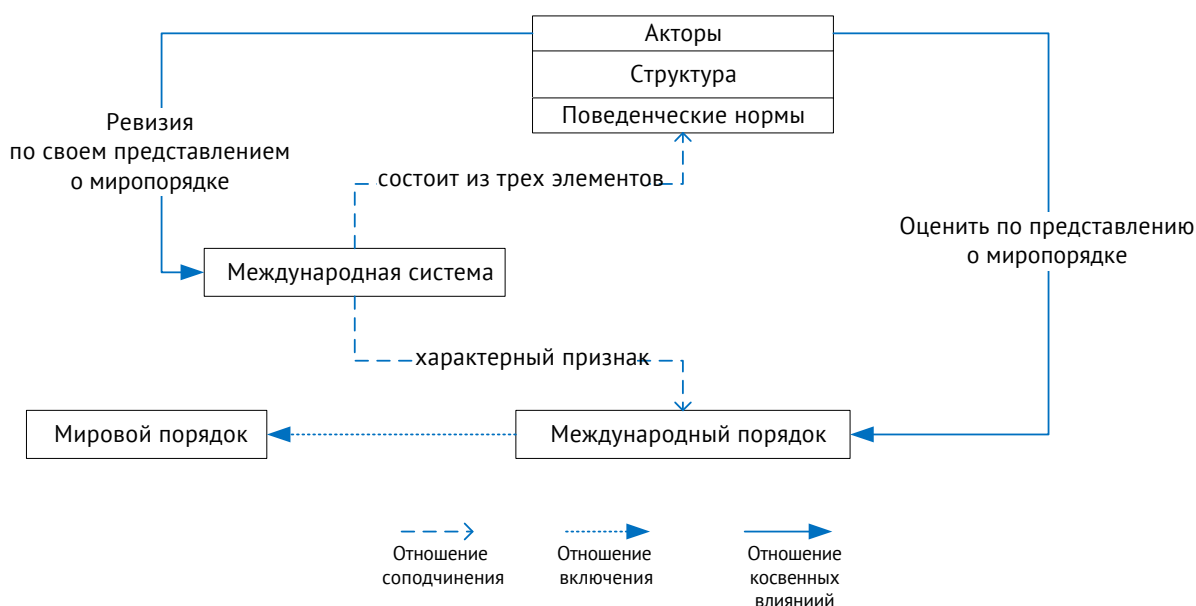 Акторы
Структура
Поведенческие нормы
Ревизия
по своем представлением
о миропорядке
состоит из трех элементов
Оценить по представлению
о миропорядке
Международная система
характерный признак
Мировой порядок
Международный порядок
Отношение
соподчинения
Отношение
включения
Отношение
косвенных
влияниий